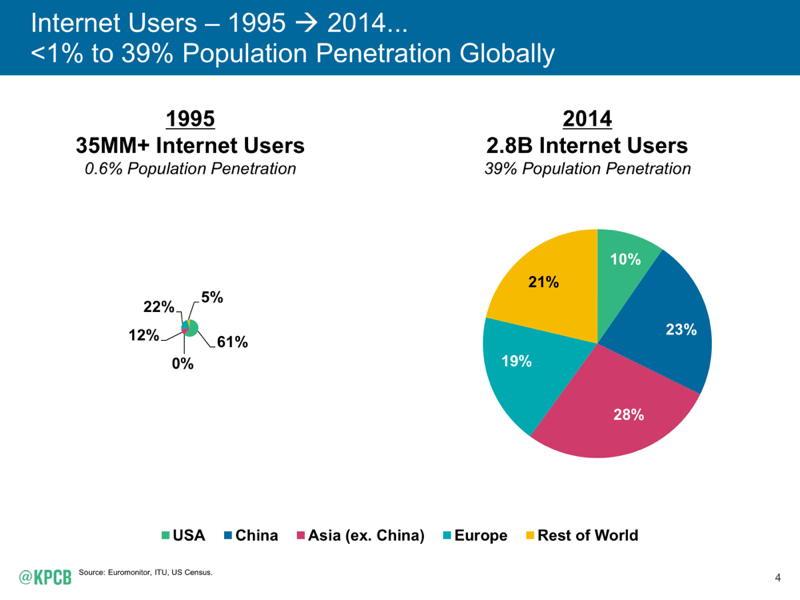 Internet Users – 1995 → 2014...
<1% to 39% Population Penetration Globally
1995
35MM+ Internet Users
0.6% Population Penetration
2014
2.8B Internet Users
39% Population Penetration
22%
5%
12%
61%
0%
10%
21%
23%
19%
28%
USA China Asia (ex. China) Europe Rest of World
@KPCB Source: Euromonitor, ITU, US Census.
4